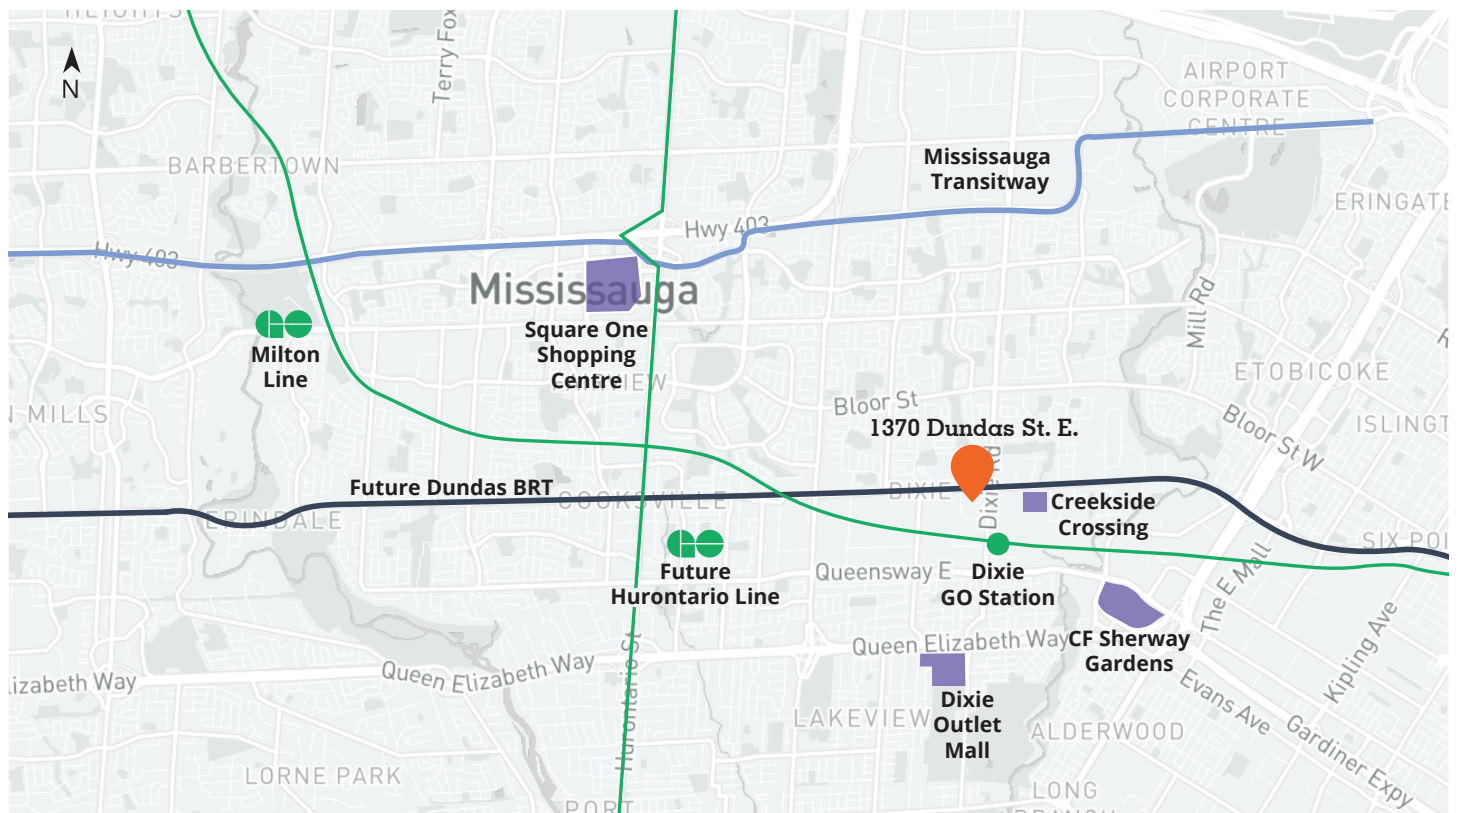 HEIGHTS
Terry Fox
N
AIRPORT
CORPORATE
CENTRE
BARBERTOWN
Mississauga
Transitway
ERINGATE
Hwy 403
Hwy 403
Mississauga
Mill Rd
GO
Milton
Line
Square One
Shopping
Centre
ETOBICOKE
N MILLS
Bloor St
ISLINGT
1370 Dundas St. E.
Bloor St W
Dixie Rd
Future Dundas BRT
COOKSVILLE
DIXIE
Creekside
Crossing
ERINDALE
SIX POI
GO
Future
Hurontario Line
Queensway E
Dixie
GO Station
The E Mall
Kipling Ave
CF Sherway
Gardens
Queen Elizabeth Way
Queen Elizabeth Way
lizabeth Way
Hurontario St
Dixie
Outlet
Mall
Evans Ave
LAKEVIEW
ALDERWOOD
Gardiner Expy
LORNE PARK
LONG
PORT